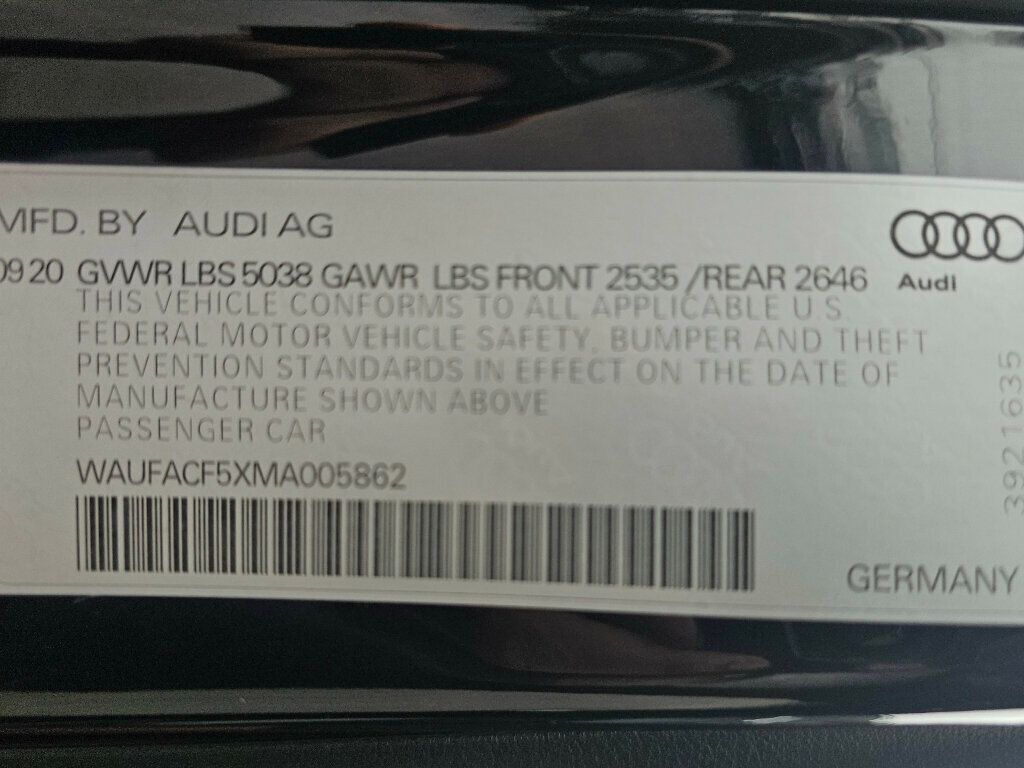 MFD. BY AUDI AG
0920 GVWR LBS 5038 GAWR LBS FRONT 2535 /REAR 2646
Audi
THIS VEHICLE CONFORMS TO ALL APPLICABLE U.S.
FEDERAL MOTOR VEHICLE SAFETY, BUMPER AND THEFT
PREVENTION STANDARDS IN EFFECT ON THE DATE OF
MANUFACTURE SHOWN ABOVE
PASSENGER CAR
WAUFACF5XMA005862
3921635
GERMANY